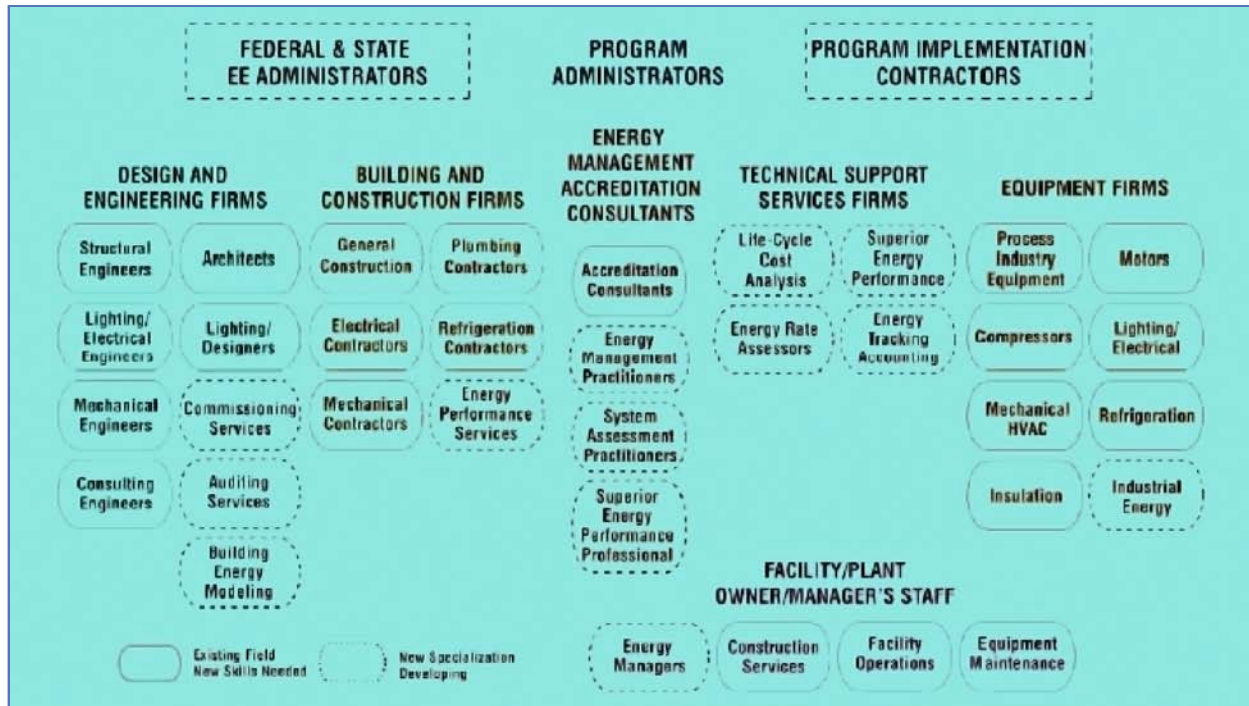 FEDERAL & STATE
EE ADMINISTRATORS
PROGRAM
ADMINISTRATORS
PROGRAM IMPLEMENTATION
CONTRACTORS
DESIGN AND
ENGINEERING FIRMS
Structural
Engineers
Architects
Lighting/
Electrical
Engineers
Lighting/
Designers
Mechanical
Engineers
Commissioning
Services
Consulting
Engineers
Auditing
Services
Building
Energy
Modeling
BUILDING AND
CONSTRUCTION FIRMS
General
Construction
Plumbing
Contractors
Electrical
Contractors
Refrigeration
Contractors
Mechanical
Contractors
Energy
Performance
Services
ENERGY
MANAGEMENT
ACCREDITATION
CONSULTANTS
Accreditation
Consultants
Energy
Management
Practitioners
System
Assessment
Practitioners
Superior
Energy
Performance
Professional
TECHNICAL SUPPORT
SERVICES FIRMS
Life-Cycle
Cost
Analysis
Superior
Energy
Performance
Energy Rate
Assessors
Energy
Tracking
Accounting
EQUIPMENT FIRMS
Process
Industry
Equipment
Motors
Compressors
Lighting/
Electrical
Mechanical
HVAC
Refrigeration
Insulation
Industrial
Energy
FACILITY/PLANT
OWNER/MANAGER'S STAFF
Energy
Managers
Construction
Services
Facility
Operations
Equipment
Maintenance
Existing Field
New Skills Needed
New Specialization
Developing